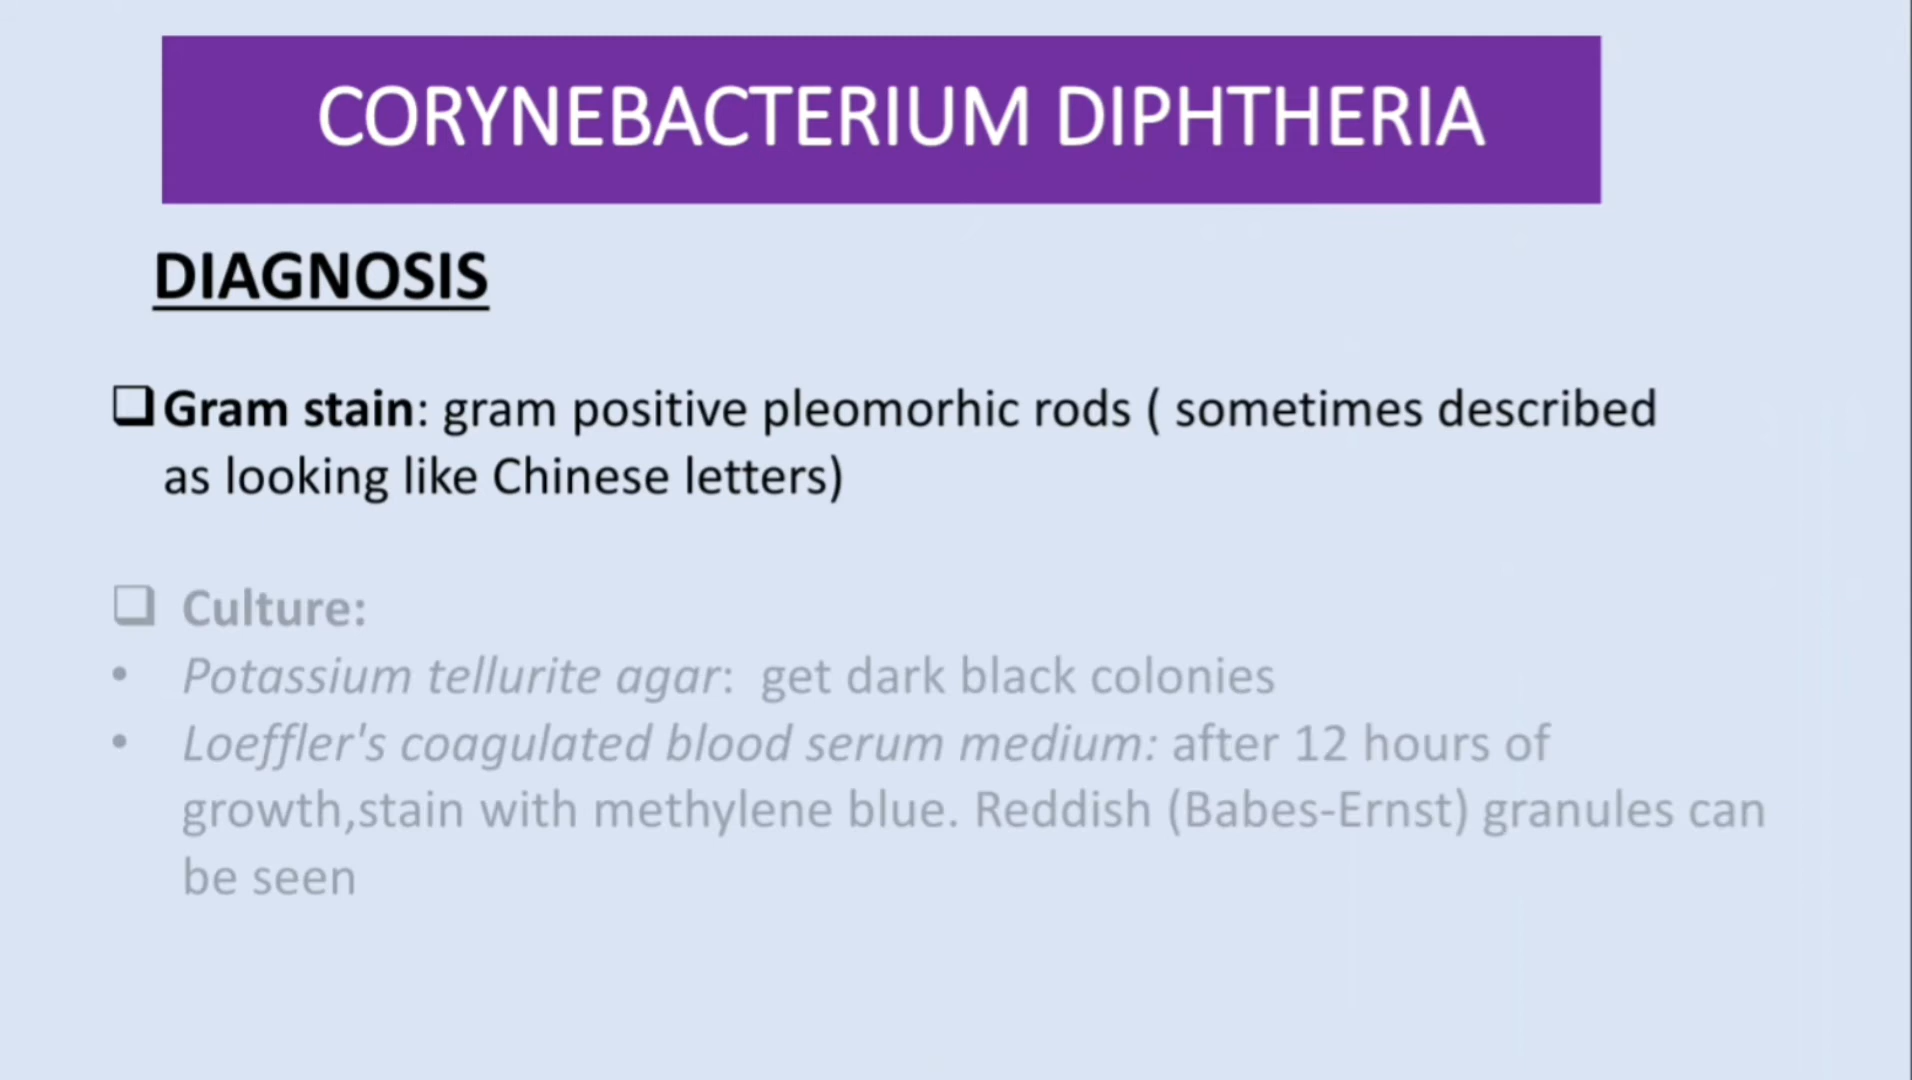 CORYNEBACTERIUM DIPHTHERIA
DIAGNOSIS
❑Gram stain: gram positive pleomorhic rods ( sometimes described
as looking like Chinese letters)
❑ Culture:
• Potassium tellurite agar: get dark black colonies
• Loeffler's coagulated blood serum medium: after 12 hours of
growth,stain with methylene blue. Reddish (Babes-Ernst) granules can
be seen